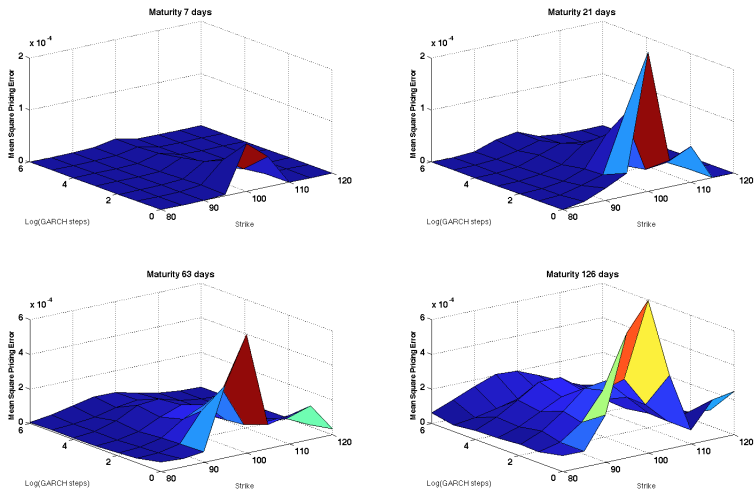 Maturity 7 days
x 10^-4
2
1
0
Mean Square Pricing Error
6
4
2
0
Log(GARCH steps)
80
90
100
110
120
Strike
Maturity 21 days
x 10^-4
2
1
0
Mean Square Pricing Error
6
4
2
0
Log(GARCH steps)
80
90
100
110
120
Strike
Maturity 63 days
x 10^-4
6
4
2
0
Mean Square Pricing Error
6
4
2
0
Log(GARCH steps)
80
90
100
110
120
Strike
Maturity 126 days
x 10^-4
6
4
2
0
Mean Square Pricing Error
6
4
2
0
Log(GARCH steps)
80
90
100
110
120
Strike